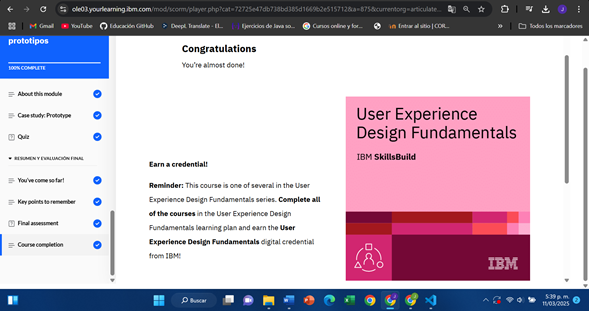 ole03.yourlearning.ibm.com/mod/scorm/player.php?cat=72725e47db738bd385d1669b2e515712&a=875&currentorg=articulate...
Gmail
YouTube
Educación GitHub
DeepL Translate - El...
Ejercicios de Java so...
Cursos online y for...
Entrar al sitio | COR...
Todos los marcadores
prototipos
100% COMPLETE
About this module
Case study: Prototype
Quiz
RESUMEN Y EVALUACIÓN FINAL
You've come so far!
Key points to remember
Final assessment
Course completion
Congratulations
You're almost done!
Earn a credential!
Reminder: This course is one of several in the User
Experience Design Fundamentals series. Complete all
of the courses in the User Experience Design
Fundamentals learning plan and earn the User
Experience Design Fundamentals digital credential
from IBM!
User Experience
Design Fundamentals
IBM SkillsBuild
IBM
Buscar
5:39 p. m.
11/03/2025